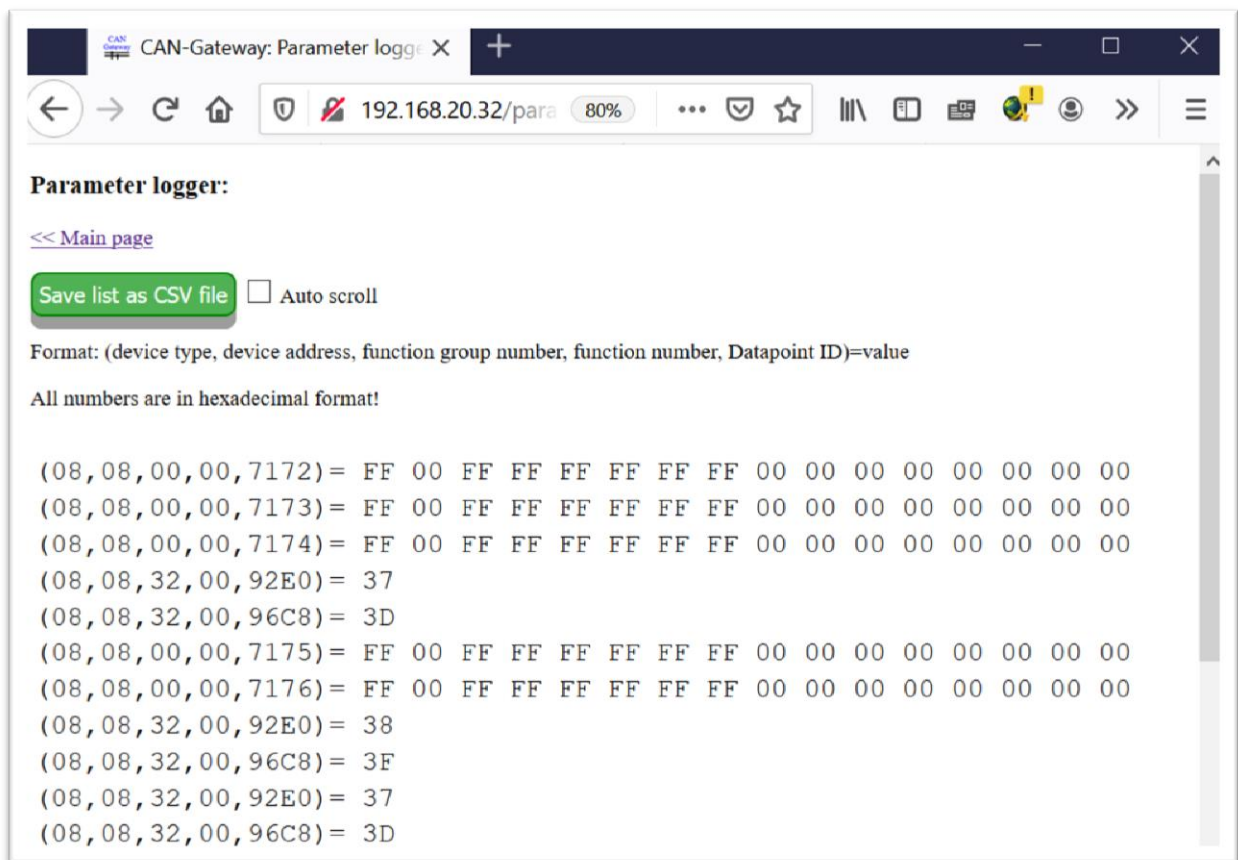 CAN-Gateway: Parameter logge
192.168.20.32/para 80%
Parameter logger:
<< Main page
Save list as CSV file Auto scroll
Format: (device type, device address, function group number, function number, Datapoint ID)=value
All numbers are in hexadecimal format!
(08,08,00,00,7172)= FF 00 FF FF FF FF FF FF 00 00 00 00 00 00 00 00
(08,08,00,00,7173)= FF 00 FF FF FF FF FF FF 00 00 00 00 00 00 00 00
(08,08,00,00,7174)= FF 00 FF FF FF FF FF FF 00 00 00 00 00 00 00 00
(08,08,32,00,92E0)= 37
(08,08,32,00,96C8)= 3D
(08,08,00,00,7175)= FF 00 FF FF FF FF FF FF 00 00 00 00 00 00 00 00
(08,08,00,00,7176)= FF 00 FF FF FF FF FF FF 00 00 00 00 00 00 00 00
(08,08,32,00,92E0)= 38
(08,08,32,00,96C8)= 3F
(08,08,32,00,92E0)= 37
(08,08,32,00,96C8)= 3D